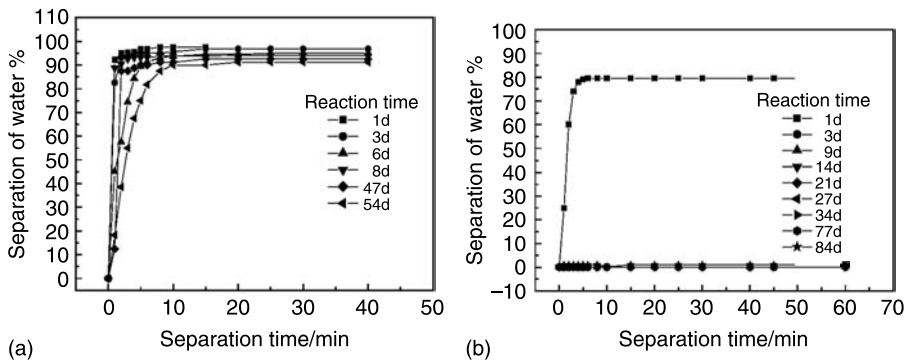 110
100
90
80
70
60
50
40
30
20
10
0
Separation of water %
Reaction time
1d
3d
6d
8d
47d
54d
0 10 20 30 40 50
Separation time/min
(a)
100
90
80
70
60
50
40
30
20
10
0
−10
Separation of water %
Reaction time
1d
3d
9d
14d
21d
27d
34d
77d
84d
0 10 20 30 40 50 60 70
Separation time/min
(b)